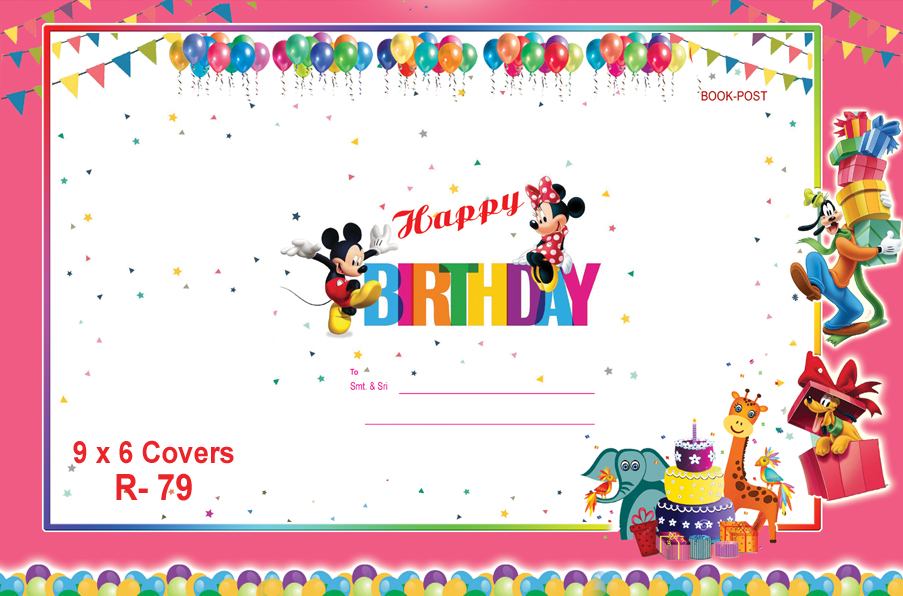 BOOK-POST
Happy
BIRTHDAY
To
Smt. & Sri
9 x 6 Covers
R- 79